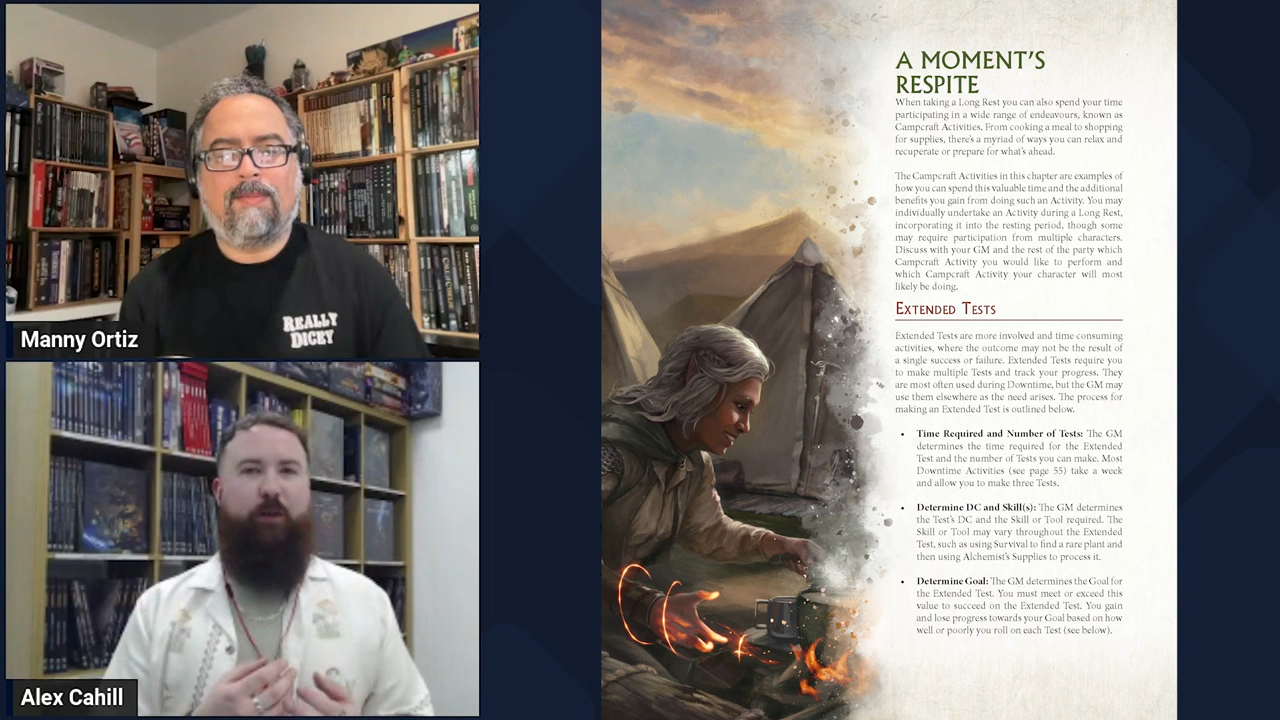 REALLY
DICEY
Manny Ortiz
Alex Cahill
A MOMENT'S
RESPITE
When taking a Long Rest you can also spend your time
participating in a wide range of endeavours, known as
Campcraft Activities. From cooking a meal to shopping
for supplies, there's a myriad of ways you can relax and
recuperate or prepare for what's ahead.
The Campcraft Activities in this chapter are examples of
how you can spend this valuable time and the additional
benefits you gain from doing such an Activity. You may
individually undertake an Activity during a Long Rest,
incorporating it into the resting period, though some
may require participation from multiple characters.
Discuss with your GM and the rest of the party which
Campcraft Activity you would like to perform and
which Campcraft Activity your character will most
likely be doing.
Extended Tests
Extended Tests are more involved and time consuming
activities, where the outcome may not be the result of
a single success or failure. Extended Tests require you
to make multiple Tests and track your progress. They
are most often used during Downtime, but the GM may
use them elsewhere as the need arises. The process for
making an Extended Test is outlined below.
• Time Required and Number of Tests: The GM
determines the time required for the Extended
Test and the number of Tests you can make. Most
Downtime Activities (see page 55) take a week
and allow you to make three Tests.
• Determine DC and Skill(s): The GM determines
the Test's DC and the Skill or Tool required. The
Skill or Tool may vary throughout the Extended
Test, such as using Survival to find a rare plant and
then using Alchemist's Supplies to process it.
• Determine Goal: The GM determines the Goal for
the Extended Test. You must meet or exceed this
value to succeed on the Extended Test. You gain
and lose progress towards your Goal based on how
well or poorly you roll on each Test (see below).